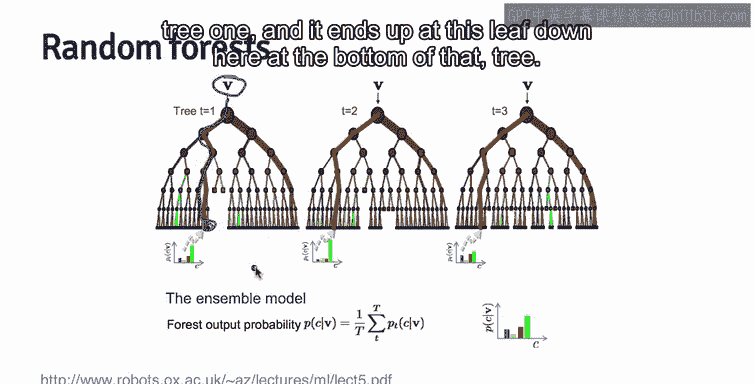 tree one, and it ends up at this leaf down
here at the bottom of that, tree.
Random forests
v
v
v
Tree t=1
t=2
t=3
p(c|v)
c
The ensemble model
Forest output probability p(c|v) = 1/T ∑ₜᵀ pₜ(c|v)
p(c|v)
c
http://www.robots.ox.ac.uk/~az/lectures/ml/lect5.pdf